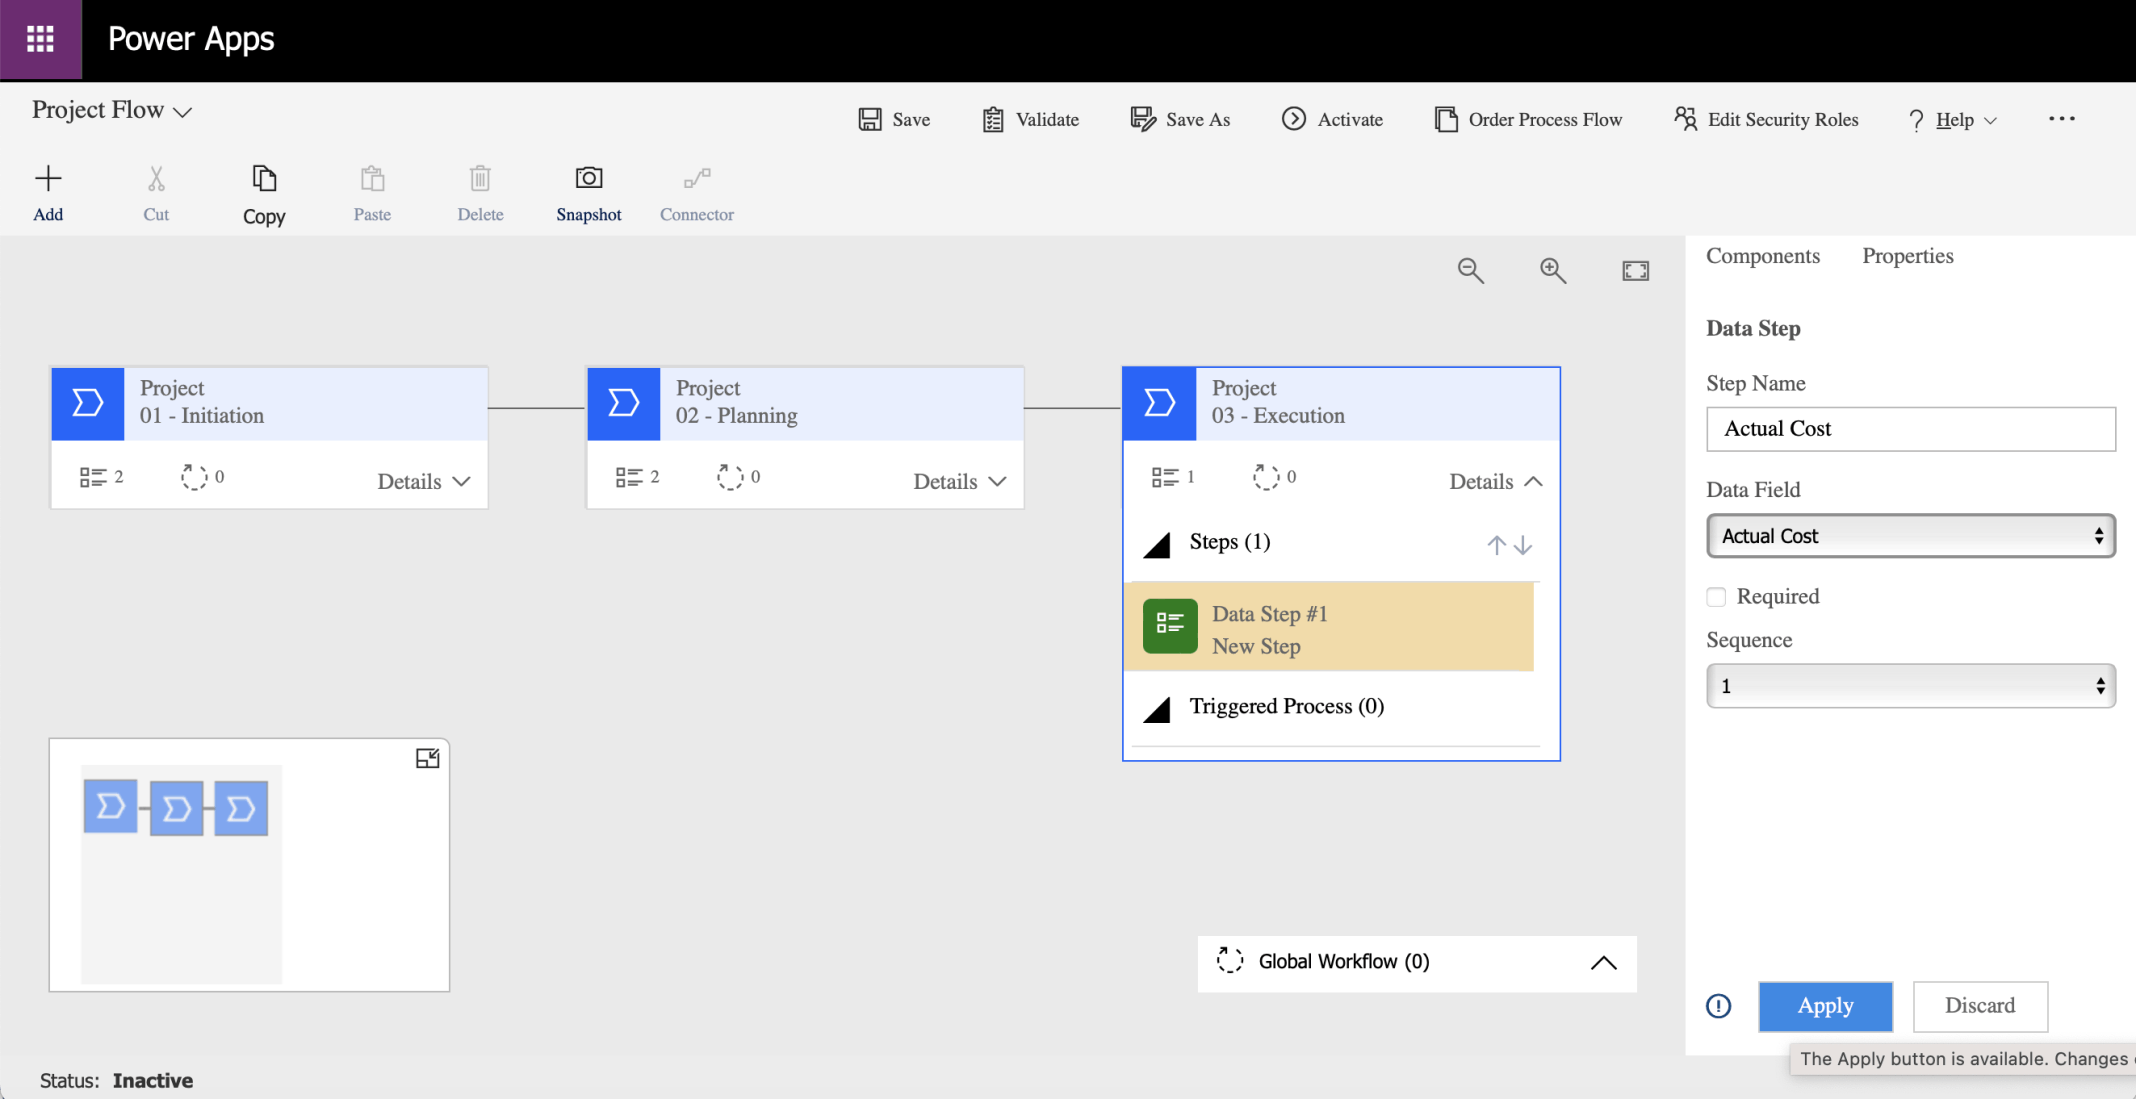 Power Apps
Project Flow
Save
Validate
Save As
Activate
Order Process Flow
Edit Security Roles
? Help
...
Add
Cut
Copy
Paste
Delete
Snapshot
Connector
Components
Properties
Project
01 - Initiation
2
0
Details
Project
02 - Planning
2
0
Details
Project
03 - Execution
1
0
Details
Steps (1)
Data Step #1
New Step
Triggered Process (0)
Global Workflow (0)
Data Step
Step Name
Actual Cost
Data Field
Actual Cost
Required
Sequence
1
Apply
Discard
The Apply button is available. Changes
Status: Inactive